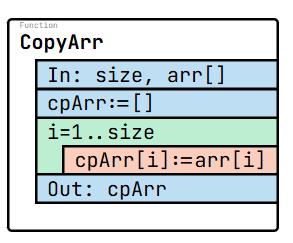 Function
CopyArr
In: size, arr[]
cpArr:=[]
i=1..size
cpArr[i]:=arr[i]
Out: cpArr